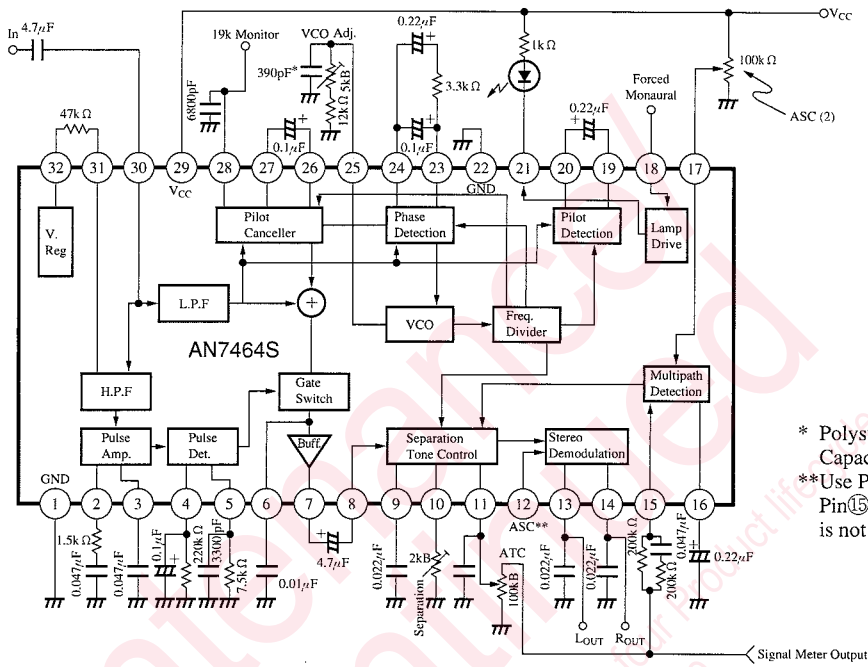 In
4.7μF
47kΩ
6800pF
19k Monitor
VCO Adj.
390pF*
5kB
12kΩ
0.1μF
0.22μF
3.3kΩ
0.1μF
1kΩ
0.22μF
Forced
Monaural
VCC
100kΩ
ASC (2)
32 31 30 29 28 27 26 25 24 23 22 21 20 19 18 17
VCC
GND
V.
Reg
Pilot
Canceller
Phase
Detection
Pilot
Detection
Lamp
Drive
L.P.F
+
VCO
Freq.
Divider
AN7464S
H.P.F
Gate
Switch
Multipath
Detection
Pulse
Amp.
Pulse
Det.
Buff.
Separation
Tone Control
Stereo
Demodulation
GND
ASC**
1 2 3 4 5 6 7 8 9 10 11 12 13 14 15 16
1.5kΩ
0.047μF
0.047μF
0.1μF
220kΩ
3300pF
7.5kΩ
0.01μF
4.7μF
0.022μF
2kB
Separation
ATC
100kB
0.022μF
0.022μF
LOUT
ROUT
200kΩ
0.047μF
200kΩ
0.22μF
Signal Meter Output
* Polys
Capac
**Use P
Pin⑮
is not